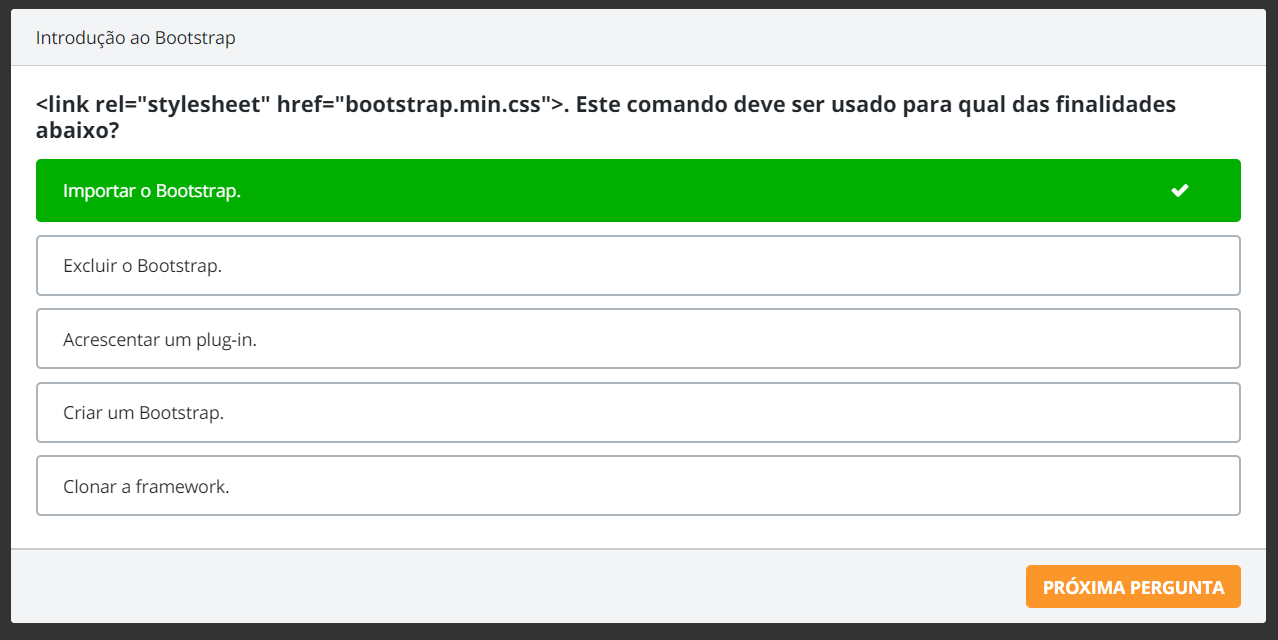 Introdução ao Bootstrap
<link rel="stylesheet" href="bootstrap.min.css">. Este comando deve ser usado para qual das finalidades
abaixo?
Importar o Bootstrap.
Excluir o Bootstrap.
Acrescentar um plug-in.
Criar um Bootstrap.
Clonar a framework.
PRÓXIMA PERGUNTA